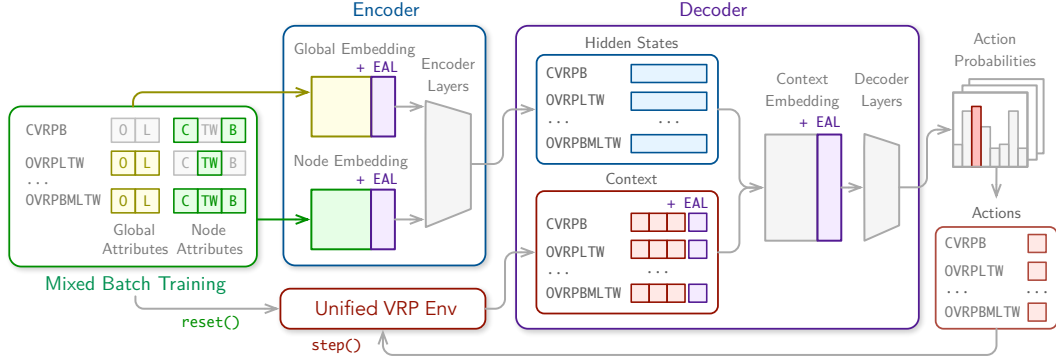 Encoder
Decoder
Global Embedding
+ EAL
Encoder
Layers
Node Embedding
+ EAL
CVRPB
O L
C TW B
OVRPLTW
O L
C TW B
...
OVRPBMLTW
O L
C TW B
Global
Attributes
Node
Attributes
Mixed Batch Training
reset()
Unified VRP Env
step()
Hidden States
CVRPB
OVRPLTW
... ...
OVRPBMLTW
Context
+ EAL
CVRPB
OVRPLTW
... ...
OVRPBMLTW
Context
Embedding
+ EAL
Decoder
Layers
Action
Probabilities
Actions
CVRPB
OVRPLTW
... ...
OVRPBMLTW